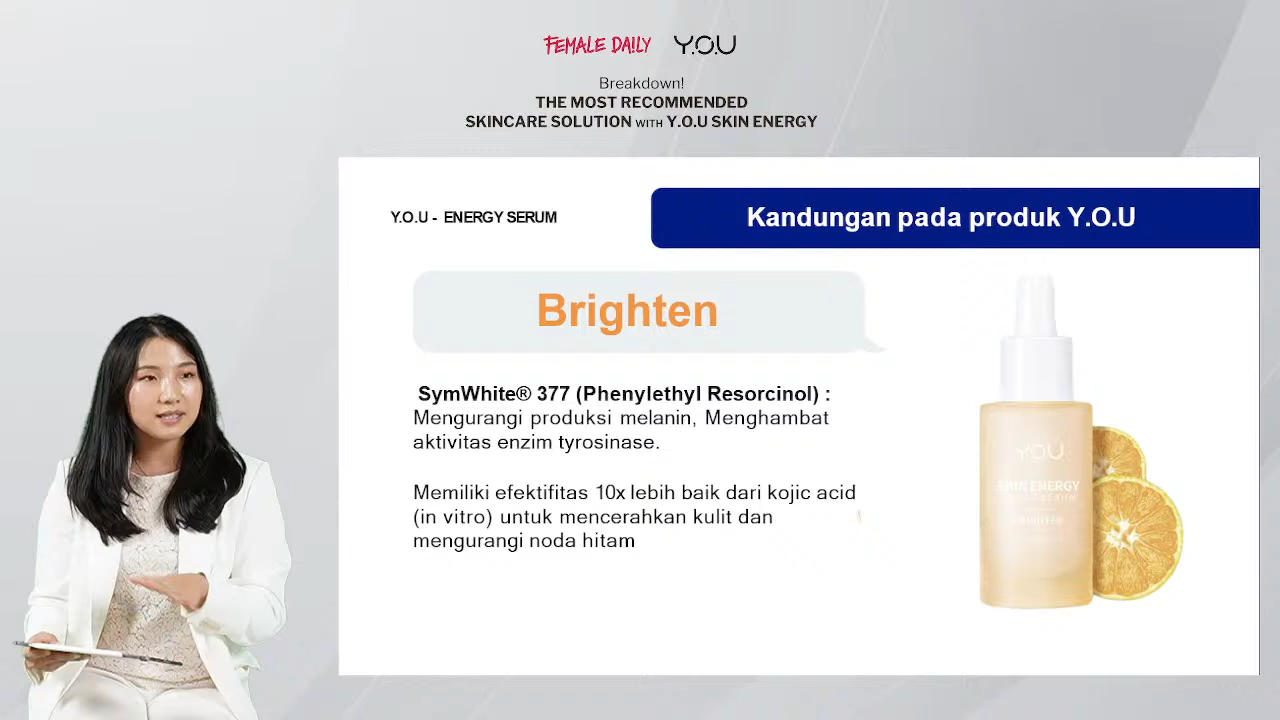 FEMALE DAILY Y.O.U
Breakdown!
THE MOST RECOMMENDED
SKINCARE SOLUTION WITH Y.O.U SKIN ENERGY
Y.O.U - ENERGY SERUM
Kandungan pada produk Y.O.U
Brighten
SymWhite® 377 (Phenylethyl Resorcinol) :
Mengurangi produksi melanin, Menghambat
aktivitas enzim tyrosinase.
Memiliki efektifitas 10x lebih baik dari kojic acid
(in vitro) untuk mencerahkan kulit dan
mengurangi noda hitam
Y.O.U
SKIN ENERGY